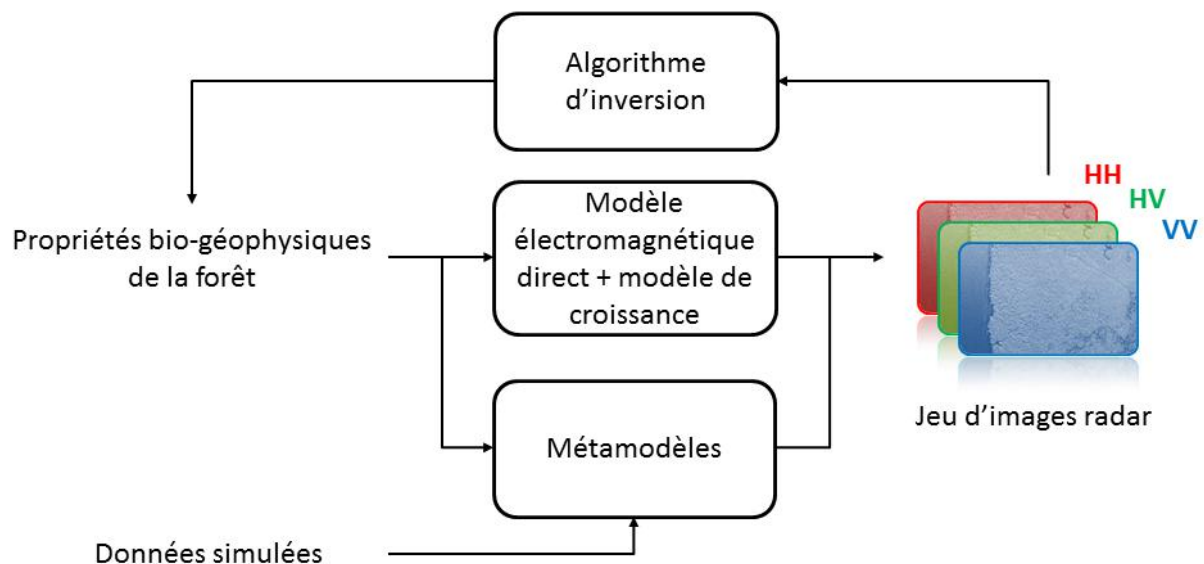 Algorithme
d’inversion
HH
HV
VV
Propriétés bio-géophysiques
de la forêt
Modèle
électromagnétique
direct + modèle de
croissance
Jeu d’images radar
Métamodèles
Données simulées